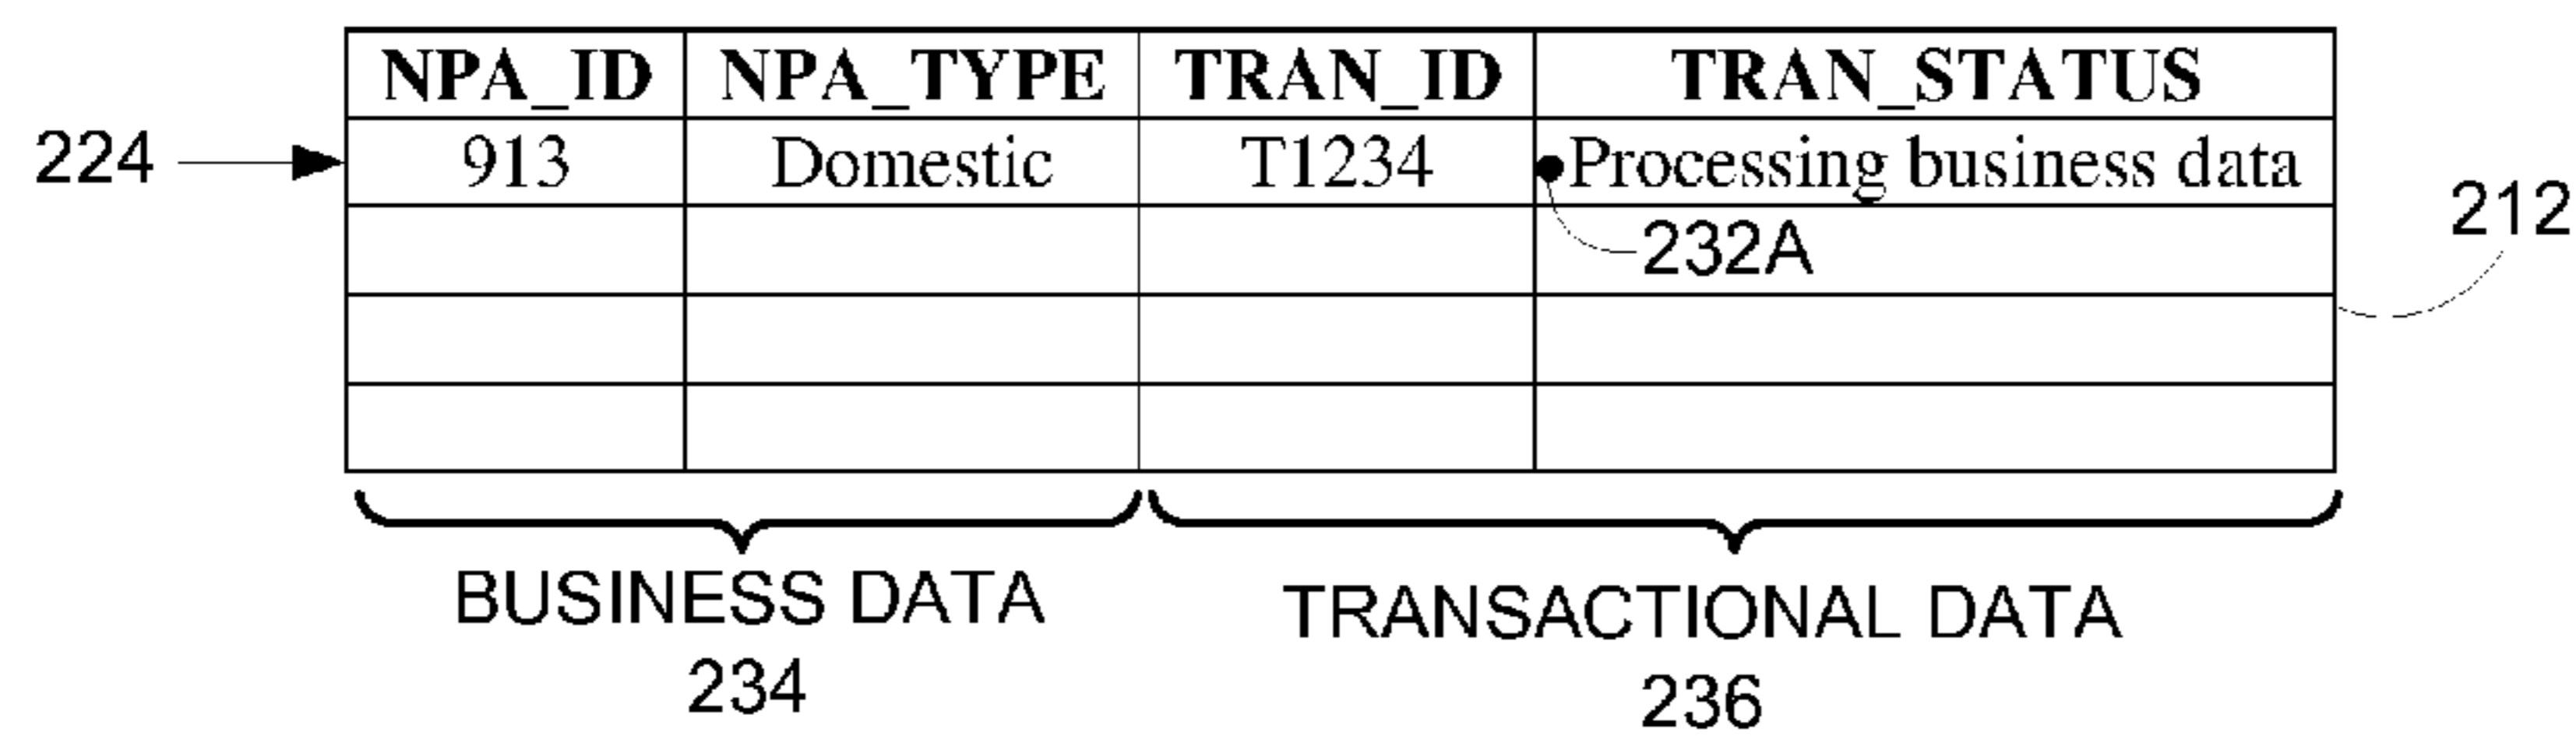 NPA_ID NPA_TYPE TRAN_ID TRAN_STATUS
224 913 Domestic T1234 Processing business data
212
232A
BUSINESS DATA TRANSACTIONAL DATA
234 236